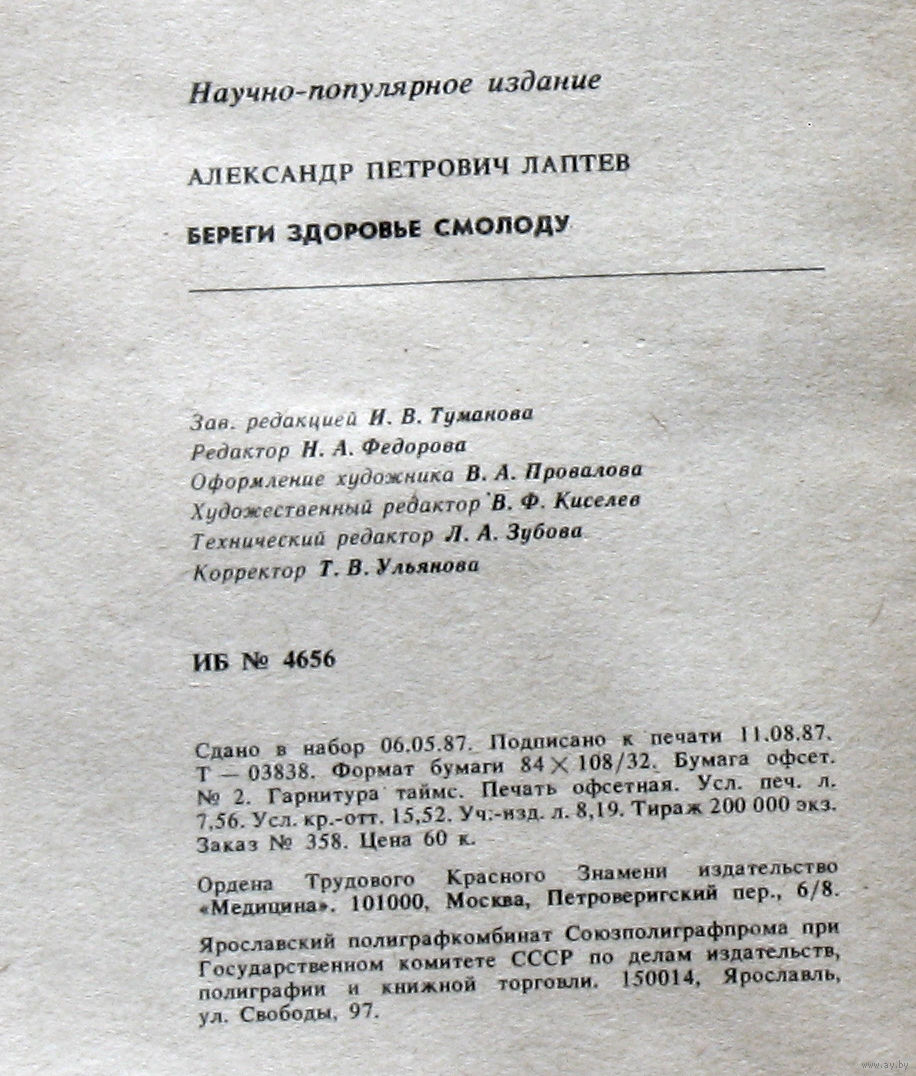 Научно-популярное издание
АЛЕКСАНДР ПЕТРОВИЧ ЛАПТЕВ
БЕРЕГИ ЗДОРОВЬЕ СМОЛОДУ
Зав. редакцией И. В. Туманова
Редактор Н. А. Федорова
Оформление художника В. А. Провалова
Художественный редактор В. Ф. Киселев
Технический редактор Л. А. Зубова
Корректор Т. В. Ульянова
ИБ № 4656
Сдано в набор 06.05.87. Подписано к печати 11.08.87.
Т — 03838. Формат бумаги 84 × 108/32. Бумага офсет.
№ 2. Гарнитура таймс. Печать офсетная. Усл. печ. л.
7,56. Усл. кр.-отт. 15,52. Уч.-изд. л. 8,19. Тираж 200 000 экз.
Заказ № 358. Цена 60 к.
Ордена Трудового Красного Знамени издательство
«Медицина». 101000, Москва, Петроверигский пер., 6/8.
Ярославский полиграфкомбинат Союзполиграфпрома при
Государственном комитете СССР по делам издательств,
полиграфии и книжной торговли. 150014, Ярославль,
ул. Свободы, 97.
www.ay.by